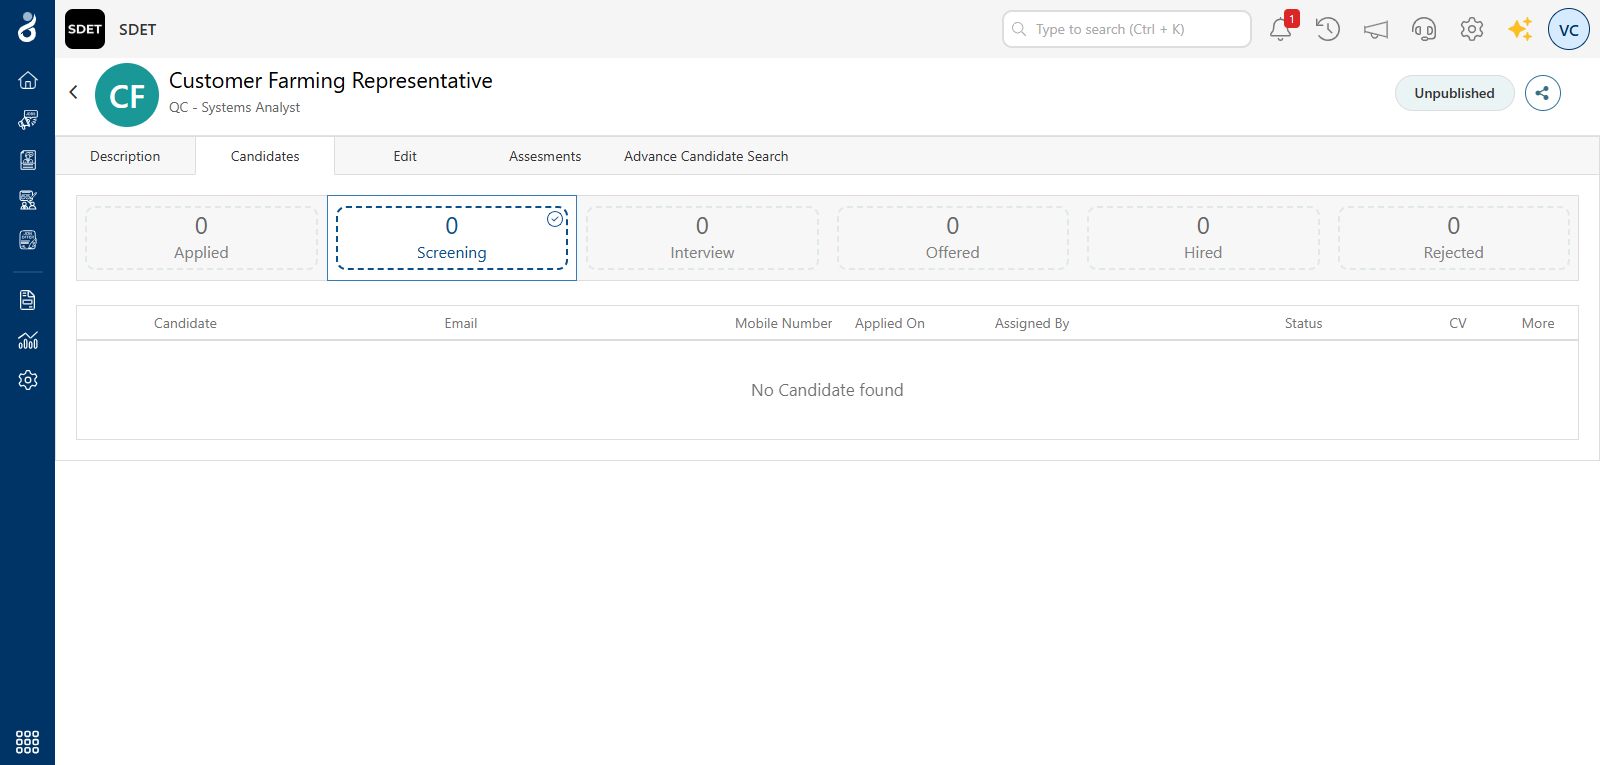 SDET
SDET
Type to search (Ctrl + K)
1
VC
CF
Customer Farming Representative
QC - Systems Analyst
Unpublished
Description
Candidates
Edit
Assesments
Advance Candidate Search
0
Applied
0
Screening
0
Interview
0
Offered
0
Hired
0
Rejected
Candidate
Email
Mobile Number
Applied On
Assigned By
Status
CV
More
No Candidate found